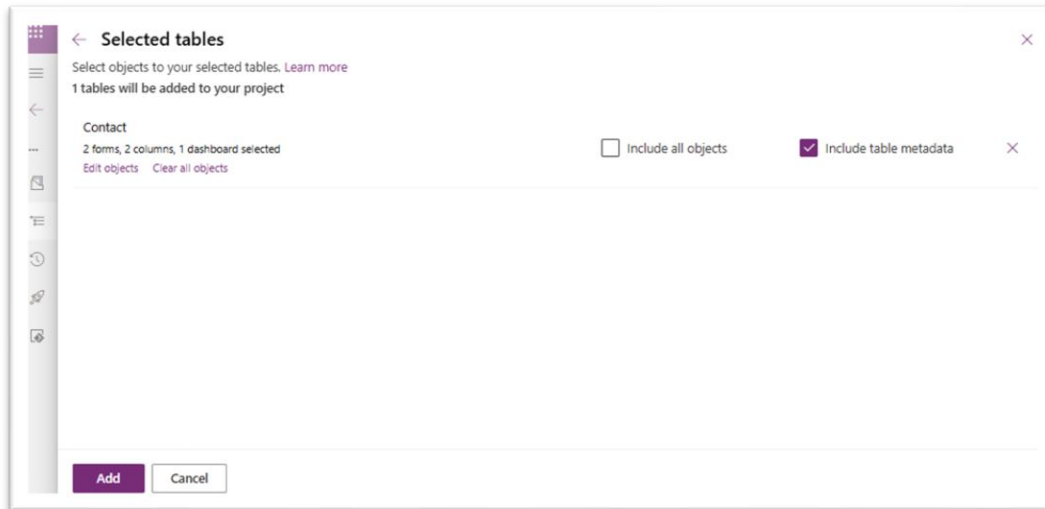 Selected tables
Select objects to your selected tables. Learn more
1 tables will be added to your project
Contact
2 forms, 2 columns, 1 dashboard selected
Edit objects Clear all objects
Include all objects
Include table metadata
Add Cancel